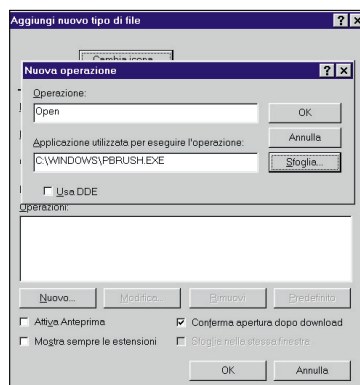 Aggiungi nuovo tipo di file
Cambia icona...
Nuova operazione
Operazione:
Open
OK
Annulla
Applicazione utilizzata per eseguire l'operazione:
C:\WINDOWS\PBRUSH.EXE
Sfoglia...
Usa DDE
Operazioni:
Nuovo...
Modifica...
Rimuovi
Predefinito
Attiva Anteprima
Conferma apertura dopo download
Mostra sempre le estensioni
Sfoglia nella stessa finestra
OK
Annulla